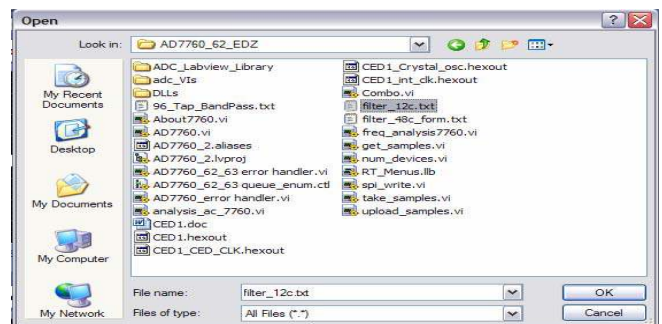 Open
Look in: AD7760_62_EDZ
My Recent Documents
Desktop
My Documents
My Computer
My Network
ADC_Labview_Library
adc_VIs
DLLs
96_Tap_BandPass.txt
About7760.vi
AD7760.vi
AD7760_2.aliases
AD7760_2.lvproj
AD7760_62_63 error handler.vi
AD7760_62_63 queue_enum.ctl
AD7760_error handler.vi
analysis_ac_7760.vi
CED1.doc
CED1.hexout
CED1_CED_CLK.hexout
CED1_Crystal_osc.hexout
CED1_int_clk.hexout
Combo.vi
filter_12c.txt
filter_48c_form.txt
freq_analysis7760.vi
get_samples.vi
num_devices.vi
RT_Menus.llb
spi_write.vi
take_samples.vi
upload_samples.vi
File name: filter_12c.txt
OK
Files of type: All Files (*.*)
Cancel